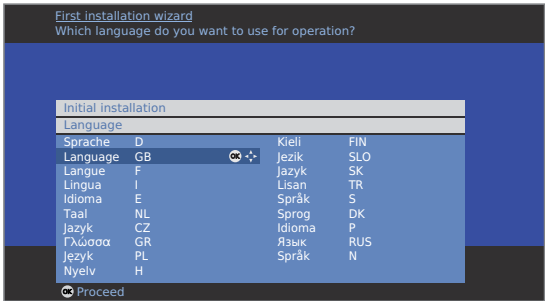 First installation wizard
Which language do you want to use for operation?
Initial installation
Language
Sprache D Kieli FIN
Language GB OK Jezik SLO
Langue F Jazyk SK
Lingua I Lisan TR
Idioma E Språk S
Taal NL Sprog DK
Jazyk CZ Idioma P
Γλώσσα GR Язык RUS
Język PL Språk N
Nyelv H
OK Proceed